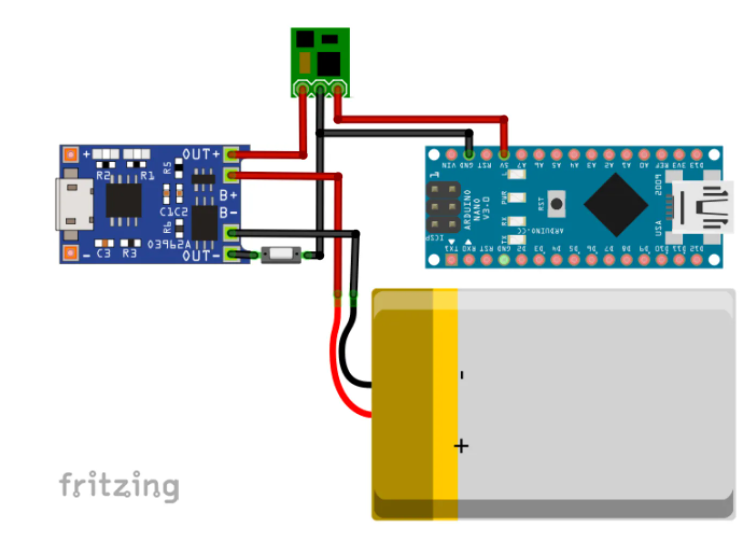 + R2 R1 R5 OUT+
B+
C1C2 B-
R6
- C3 R3 03962A OUT-
VIN GND RST 5V A7 A6 A5 A4 A3 A2 A1 A0 REF 3V3 D13
ARDUINO
NANO
V3.0
ICSP
PWR
RX
TX
RST
ARDUINO.CC
2009
USA
TX1 RX0 RST GND D2 D3 D4 D5 D6 D7 D8 D9 D10 D11 D12
-
+
fritzing